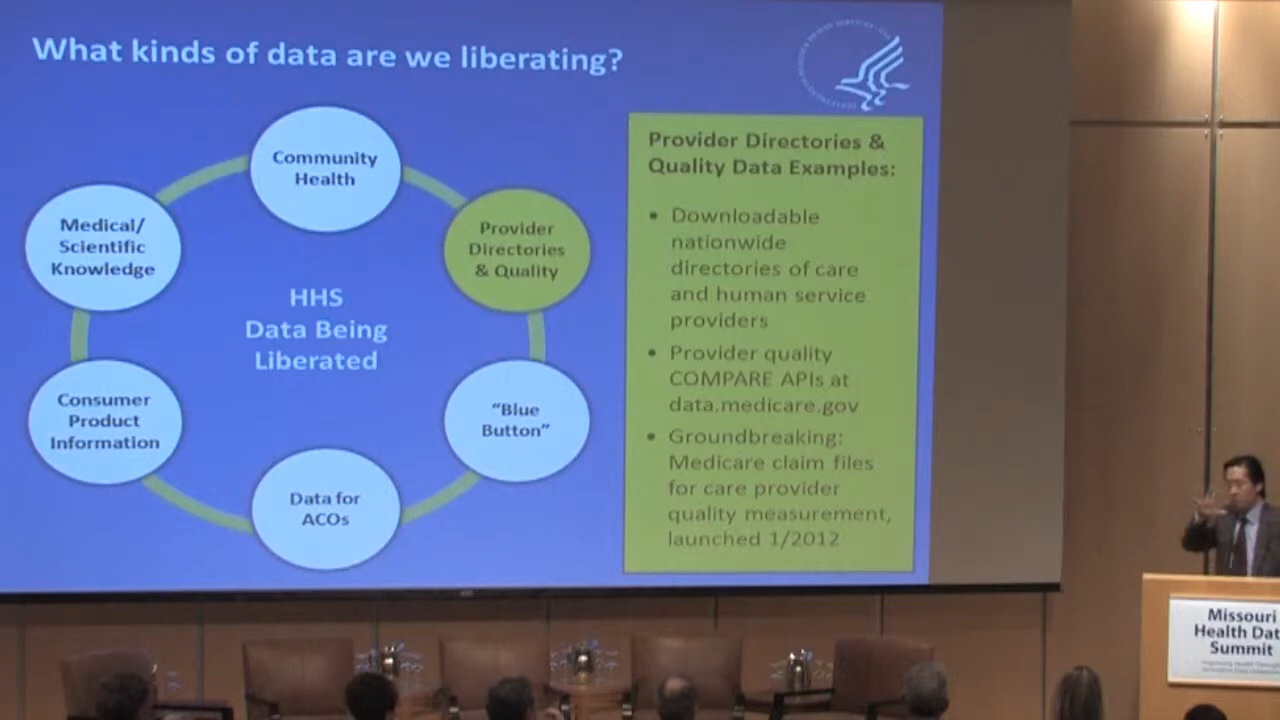 What kinds of data are we liberating?
Community
Health
Provider
Directories
& Quality
"Blue
Button"
Data for
ACOs
Consumer
Product
Information
Medical/
Scientific
Knowledge
HHS
Data Being
Liberated
Provider Directories &
Quality Data Examples:
• Downloadable
nationwide
directories of care
and human service
providers
• Provider quality
COMPARE APIs at
data.medicare.gov
• Groundbreaking:
Medicare claim files
for care provider
quality measurement,
launched 1/2012
Missouri
Health Dat
Summit